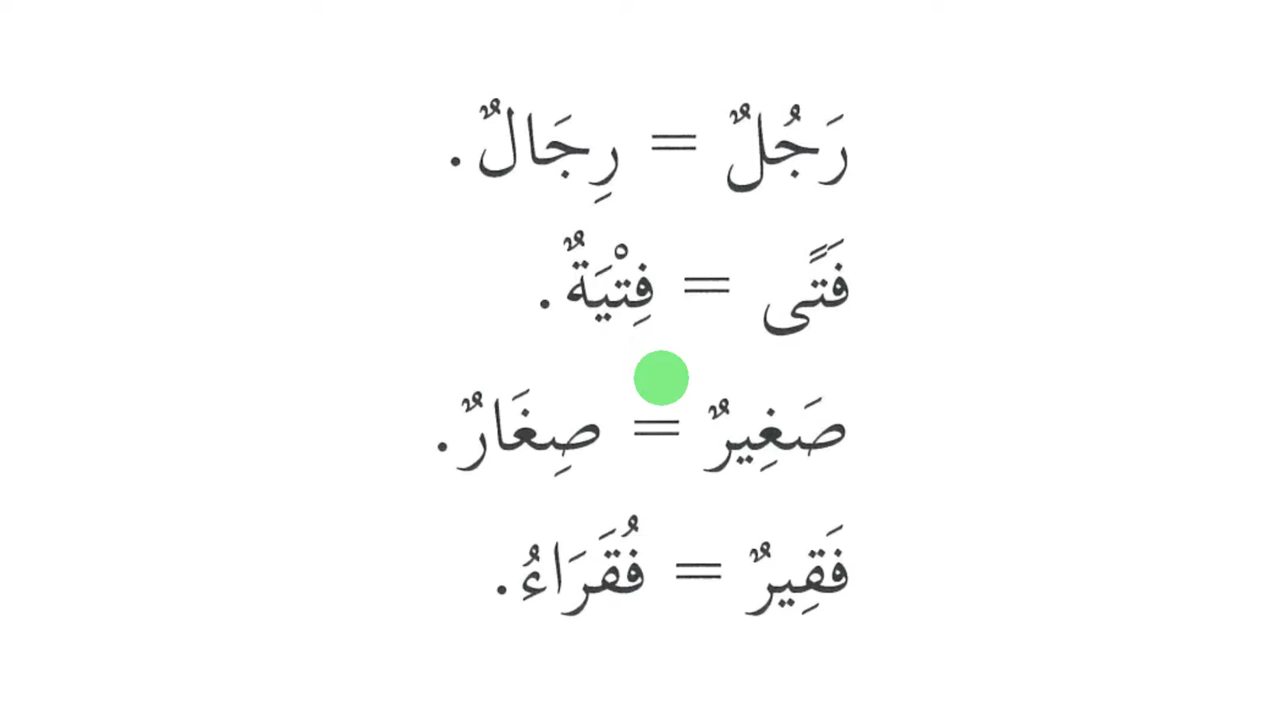 رَجُلٌ = رِجَالٌ .
فَتًى = فِتْيَةٌ .
صَغِيرٌ = صِغَارٌ .
فَقِيرٌ = فُقَرَاءُ .